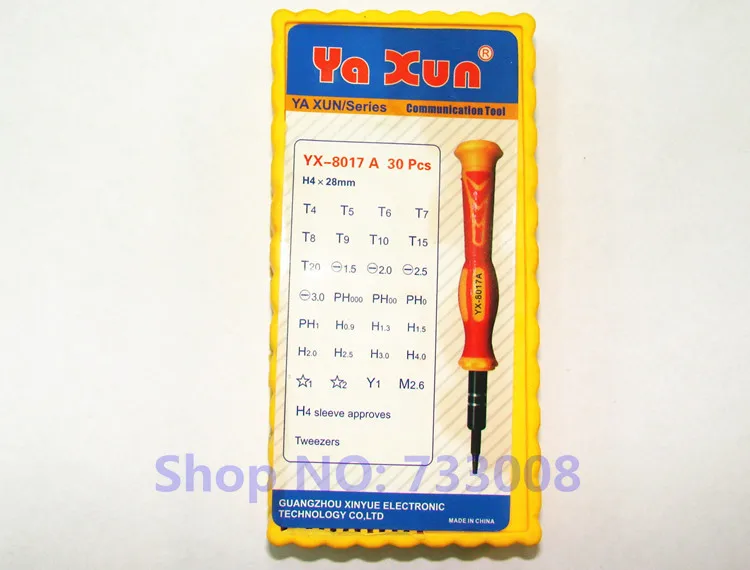 Ya Xun ®
YA XUN/Series Communication Tool
YX-8017 A 30 Pcs
H4 × 28mm
T4 T5 T6 T7
T8 T9 T10 T15
T20 ⊖1.5 ⊖2.0 ⊖2.5
⊖3.0 PH000 PH00 PH0
PH1 H0.9 H1.3 H1.5
H2.0 H2.5 H3.0 H4.0
☆1 ☆2 Y1 M2.6
H4 sleeve approves
Tweezers
YX-8017A
Shop NO: 733008
GUANGZHOU XINYUE ELECTRONIC
TECHNOLOGY CO,LTD
MADE IN CHINA